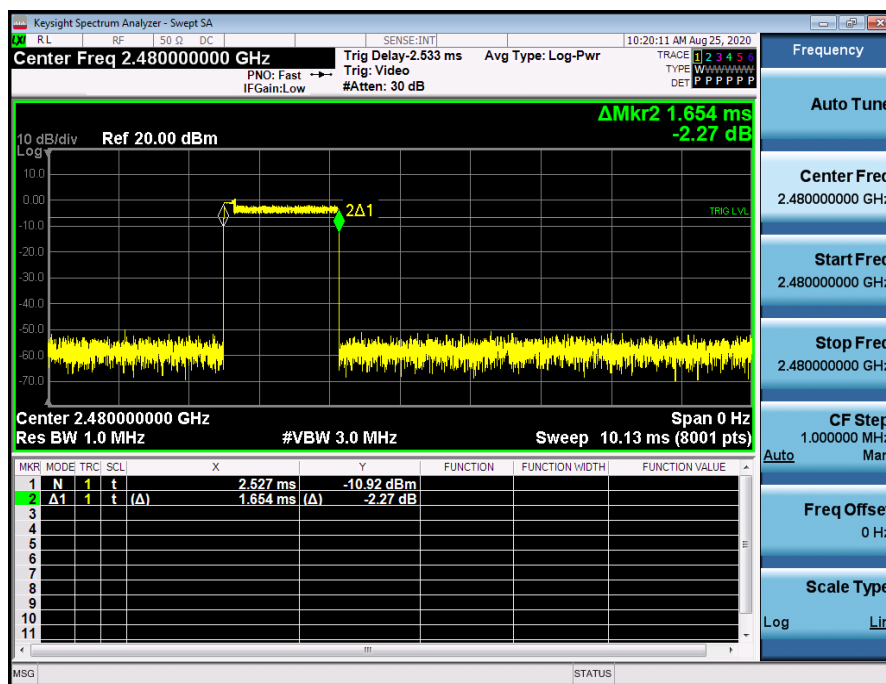 Keysight Spectrum Analyzer - Swept SA
LXI RL RF 50 Ω DC SENSE:INT 10:20:11 AM Aug 25, 2020
Center Freq 2.480000000 GHz
PNO: Fast
IFGain:Low
Trig Delay-2.533 ms
Trig: Video
#Atten: 30 dB
Avg Type: Log-Pwr
TRACE 1 2 3 4 5 6
TYPE WWWWWW
DET P P P P P P
ΔMkr2 1.654 ms
-2.27 dB
10 dB/div Ref 20.00 dBm
Log
10.0
0.00
-10.0
-20.0
-30.0
-40.0
-50.0
-60.0
-70.0
2Δ1
TRIG LVL
Center 2.480000000 GHz Span 0 Hz
Res BW 1.0 MHz #VBW 3.0 MHz Sweep 10.13 ms (8001 pts)
MKR MODE TRC SCL X Y FUNCTION FUNCTION WIDTH FUNCTION VALUE
1 N 1 t 2.527 ms -10.92 dBm
2 Δ1 1 t (Δ) 1.654 ms (Δ) -2.27 dB
3
4
5
6
7
8
9
10
11
MSG STATUS
Frequency
Auto Tune
Center Freq
2.480000000 GHz
Start Freq
2.480000000 GHz
Stop Freq
2.480000000 GHz
CF Step
1.000000 MHz
Auto Man
Freq Offset
0 Hz
Scale Type
Log Lin